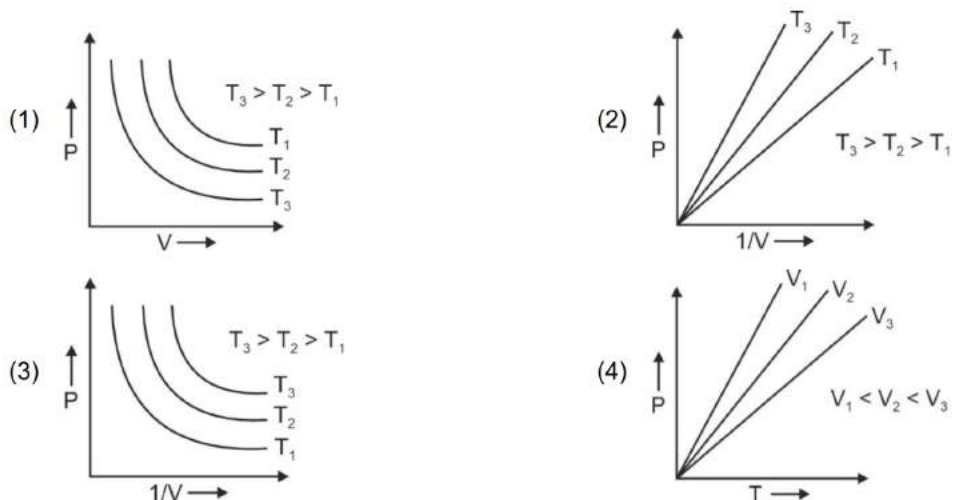 (1)
P
T₃ > T₂ > T₁
T₁
T₂
T₃
V
(2)
P
T₃
T₂
T₁
T₃ > T₂ > T₁
1/V
(3)
P
T₃ > T₂ > T₁
T₃
T₂
T₁
1/V
(4)
P
V₁
V₂
V₃
V₁ < V₂ < V₃
T